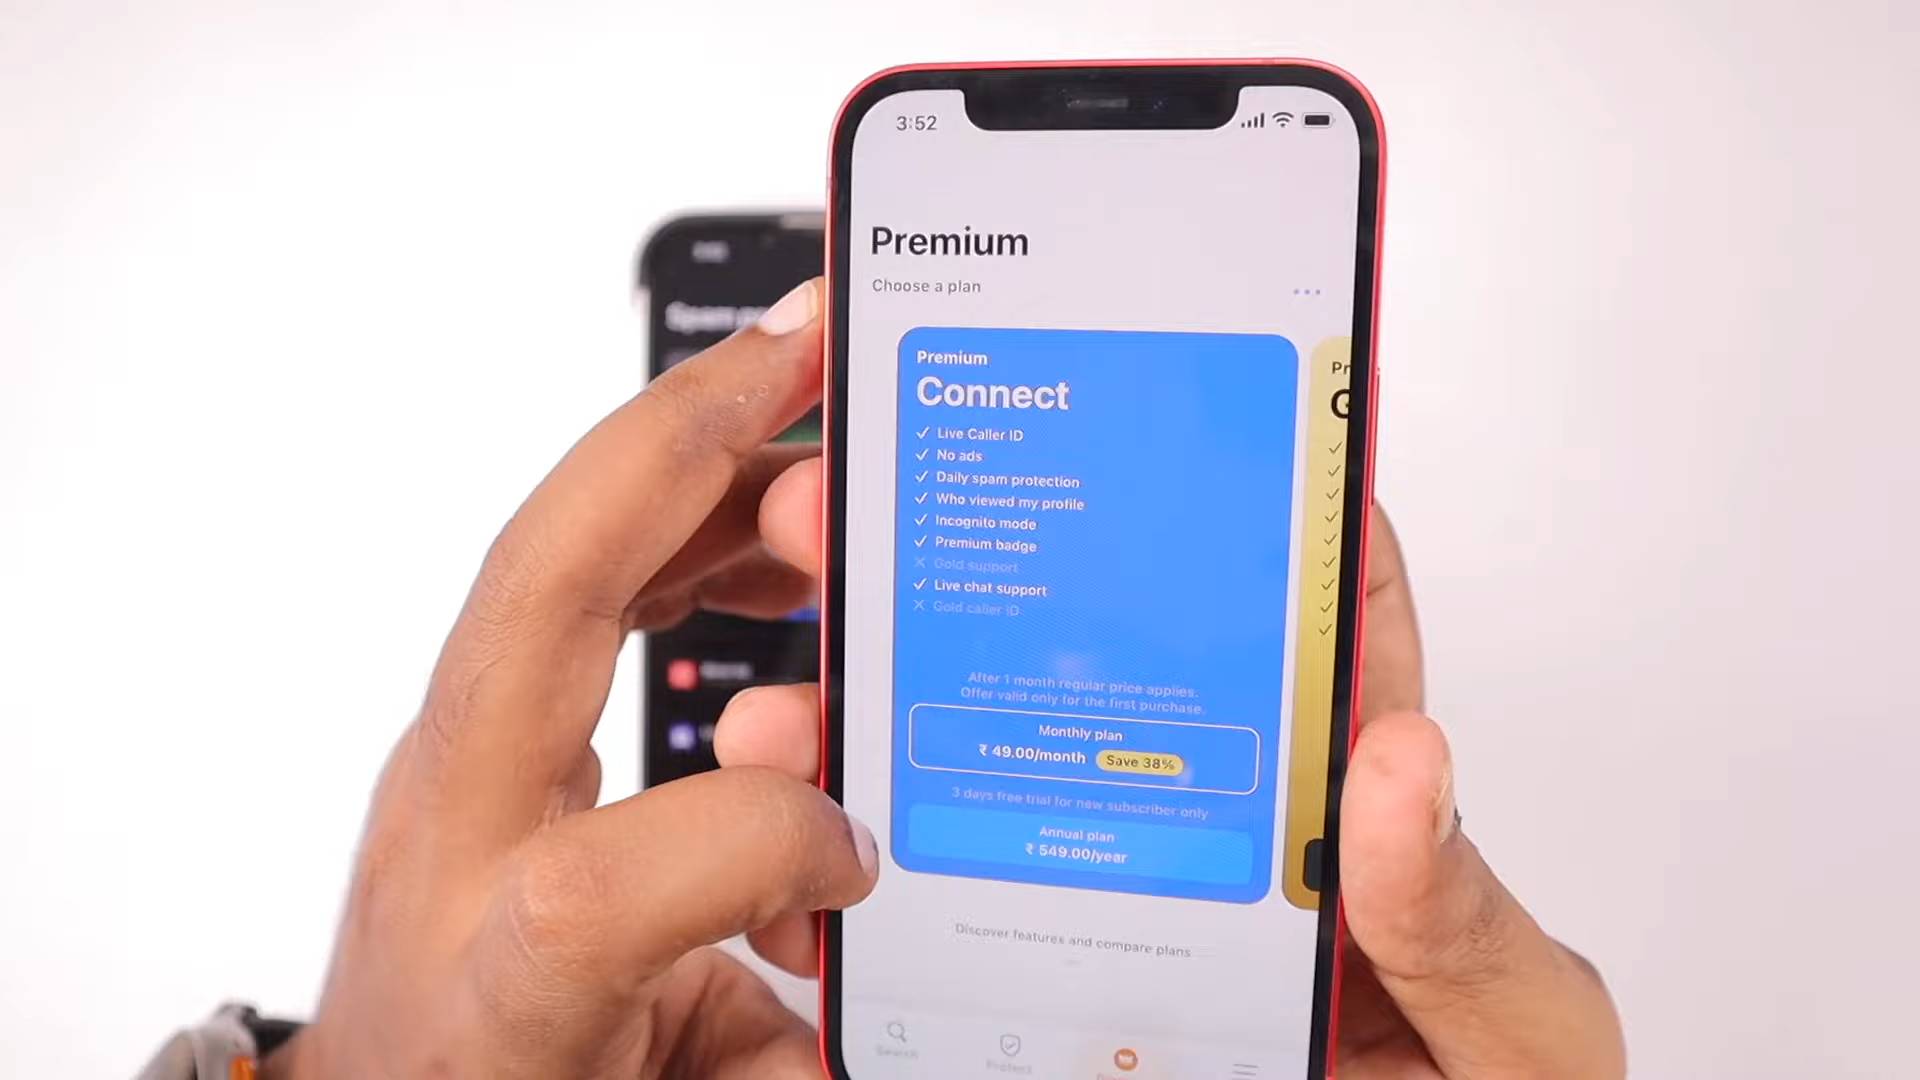 3:52
Premium
Choose a plan
Premium
Connect
Live Caller ID
No ads
Daily spam protection
Who viewed my profile
Incognito mode
Premium badge
Gold support
Live chat support
Gold caller ID
After 1 month regular price applies.
Offer valid only for the first purchase.
Monthly plan
₹ 49.00/month Save 38%
3 days free trial for new subscriber only
Annual plan
₹ 549.00/year
Pr
G
Discover features and compare plans
Search
Protect